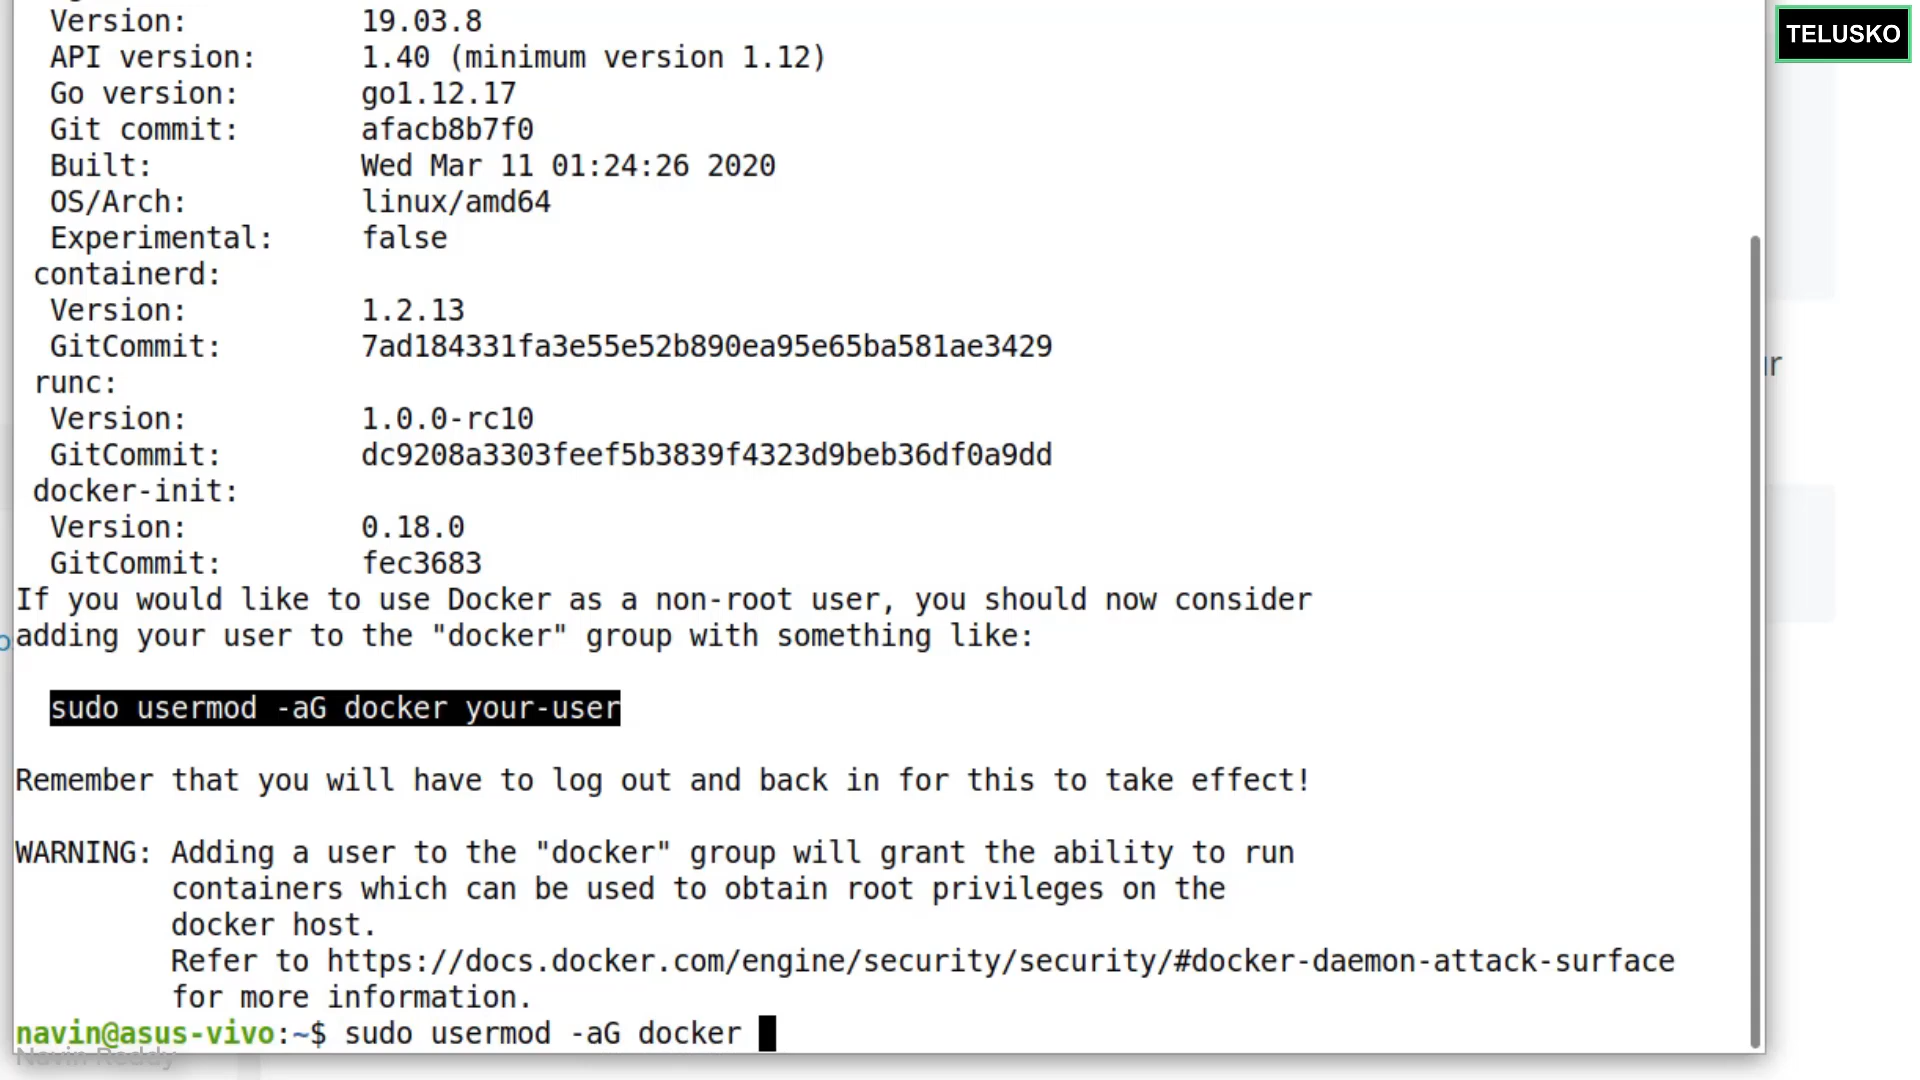 Version: 19.03.8
TELUSKO
API version: 1.40 (minimum version 1.12)
Go version: go1.12.17
Git commit: afacb8b7f0
Built: Wed Mar 11 01:24:26 2020
OS/Arch: linux/amd64
Experimental: false
containerd:
Version: 1.2.13
GitCommit: 7ad184331fa3e55e52b890ea95e65ba581ae3429
runc:
Version: 1.0.0-rc10
GitCommit: dc9208a3303feef5b3839f4323d9beb36df0a9dd
docker-init:
Version: 0.18.0
GitCommit: fec3683
If you would like to use Docker as a non-root user, you should now consider
adding your user to the "docker" group with something like:
sudo usermod -aG docker your-user
Remember that you will have to log out and back in for this to take effect!
WARNING: Adding a user to the "docker" group will grant the ability to run
containers which can be used to obtain root privileges on the
docker host.
Refer to https://docs.docker.com/engine/security/security/#docker-daemon-attack-surface
for more information.
navin@asus-vivo:~$ sudo usermod -aG docker
Navin Reddy